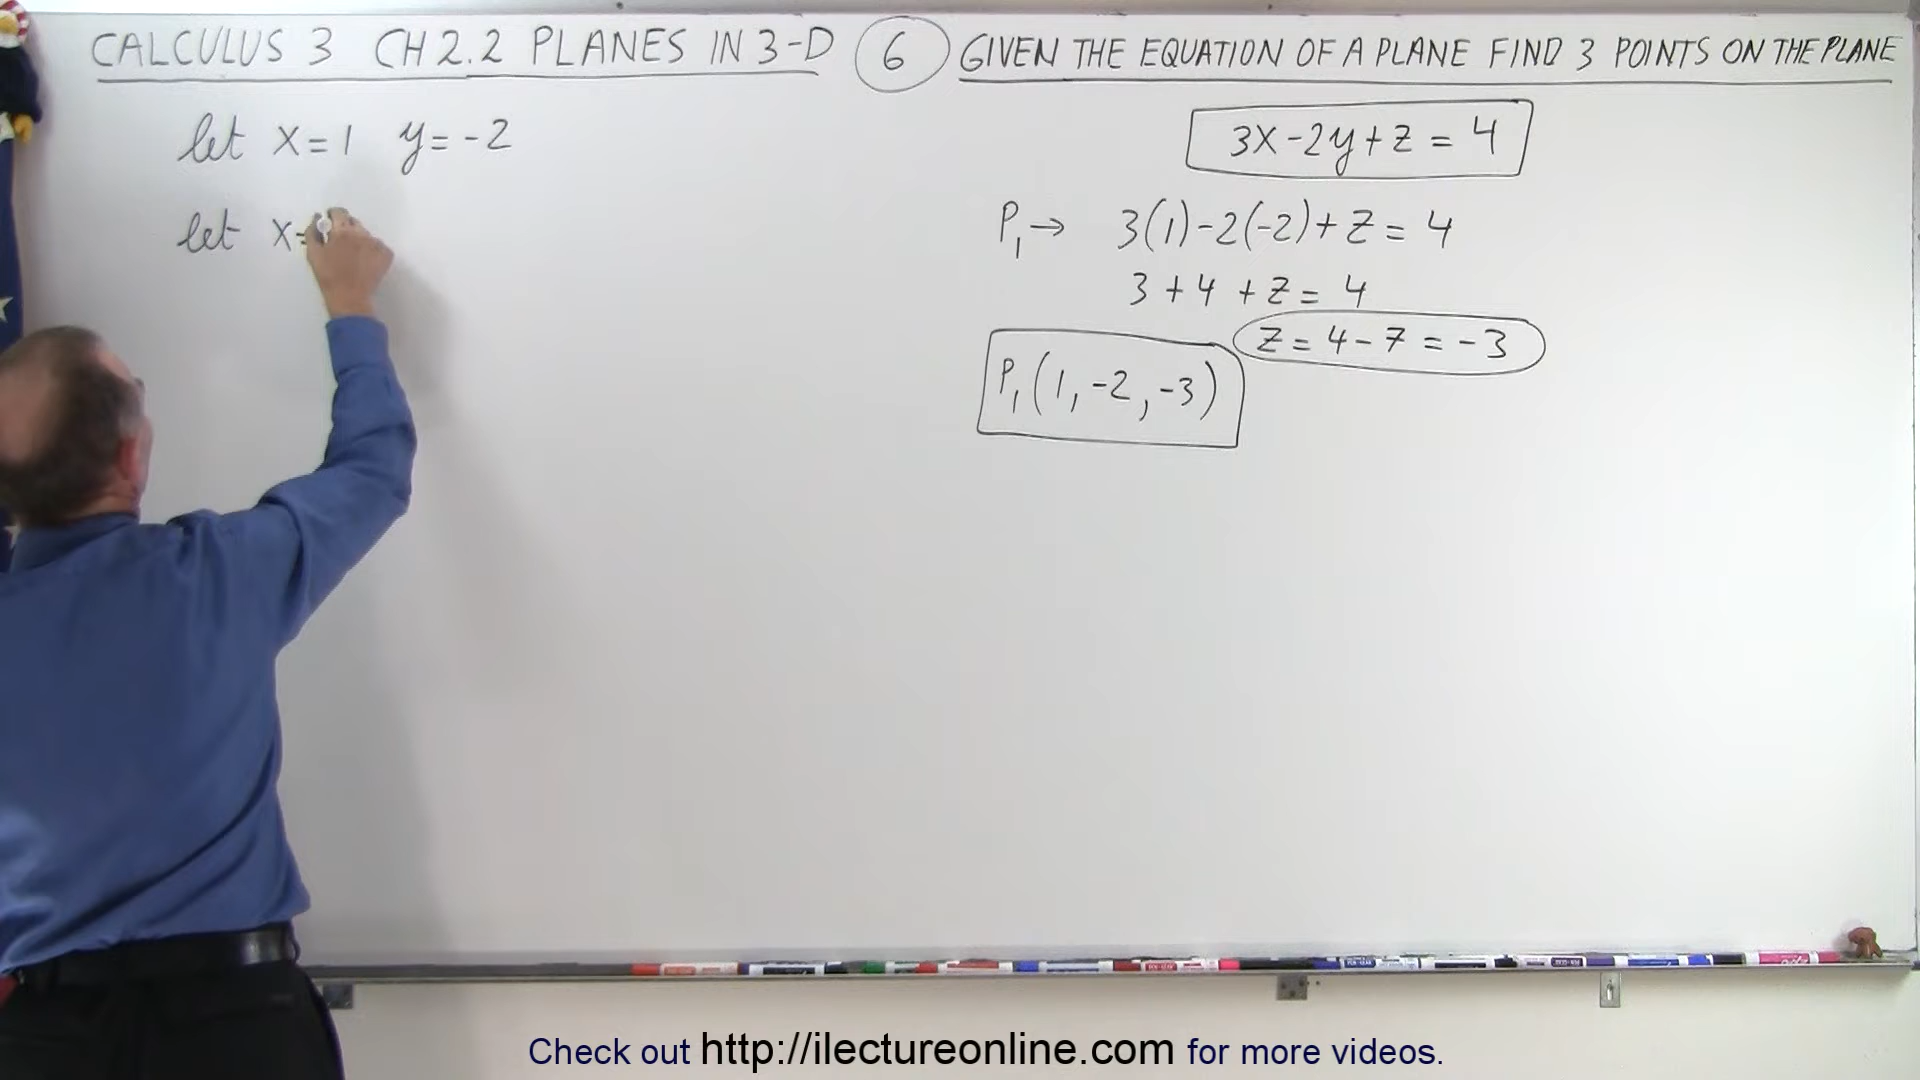 CALCULUS 3 CH 2.2 PLANES IN 3-D 6 GIVEN THE EQUATION OF A PLANE FIND 3 POINTS ON THE PLANE
let x = 1 y = -2
let x =
3x - 2y + z = 4
P₁ → 3(1) - 2(-2) + z = 4
3 + 4 + z = 4
z = 4 - 7 = -3
P₁(1, -2, -3)
Check out http://ilectureonline.com for more videos.